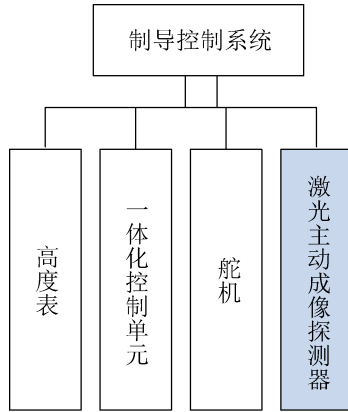 制导控制系统
高度表
一体化控制单元
舵机
激光主动成像探测器